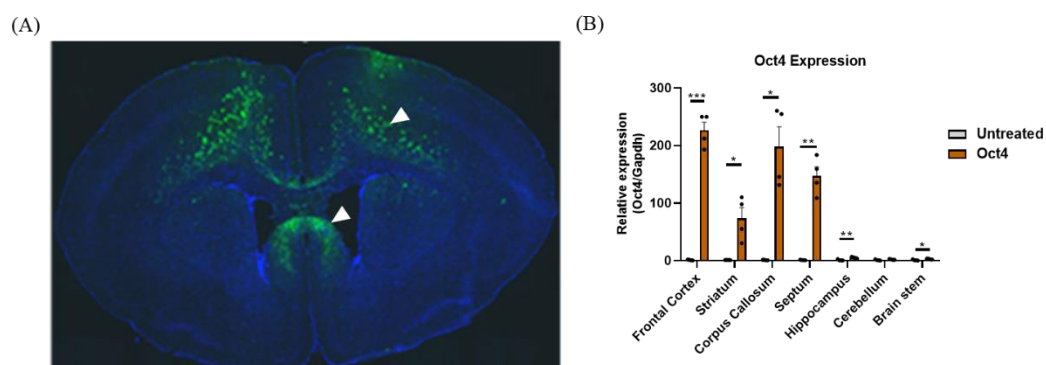 (A)
(B)
Oct4 Expression
Relative expression
(Oct4/Gapdh)
300
200
100
0
***
*
*
**
**
*
Frontal Cortex
Striatum
Corpus Callosum
Septum
Hippocampus
Cerebellum
Brain stem
Untreated
Oct4